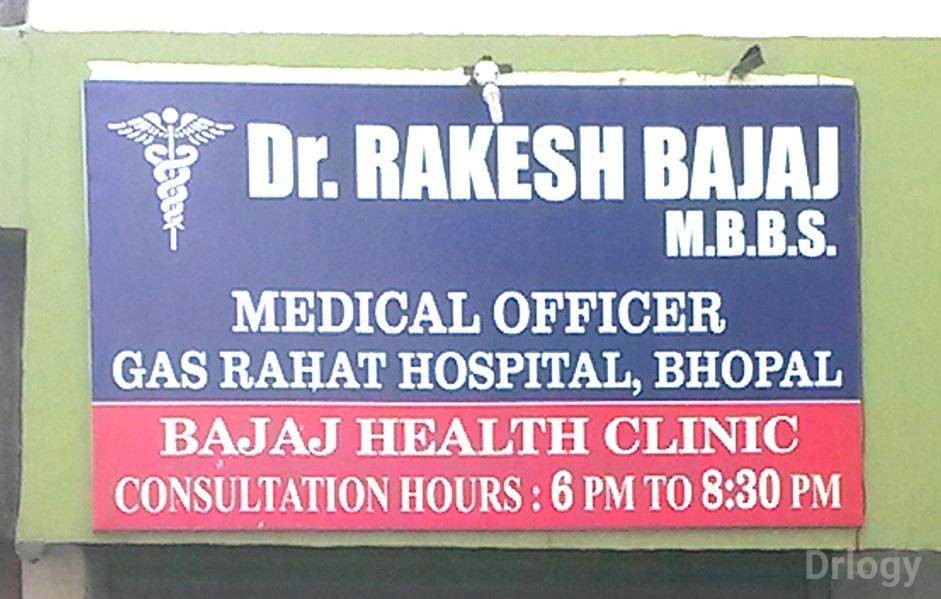 Dr. RAKESH BAJAJ
M.B.B.S.
MEDICAL OFFICER
GAS RAHAT HOSPITAL, BHOPAL
BAJAJ HEALTH CLINIC
CONSULTATION HOURS : 6 PM TO 8:30 PM
Drlogy